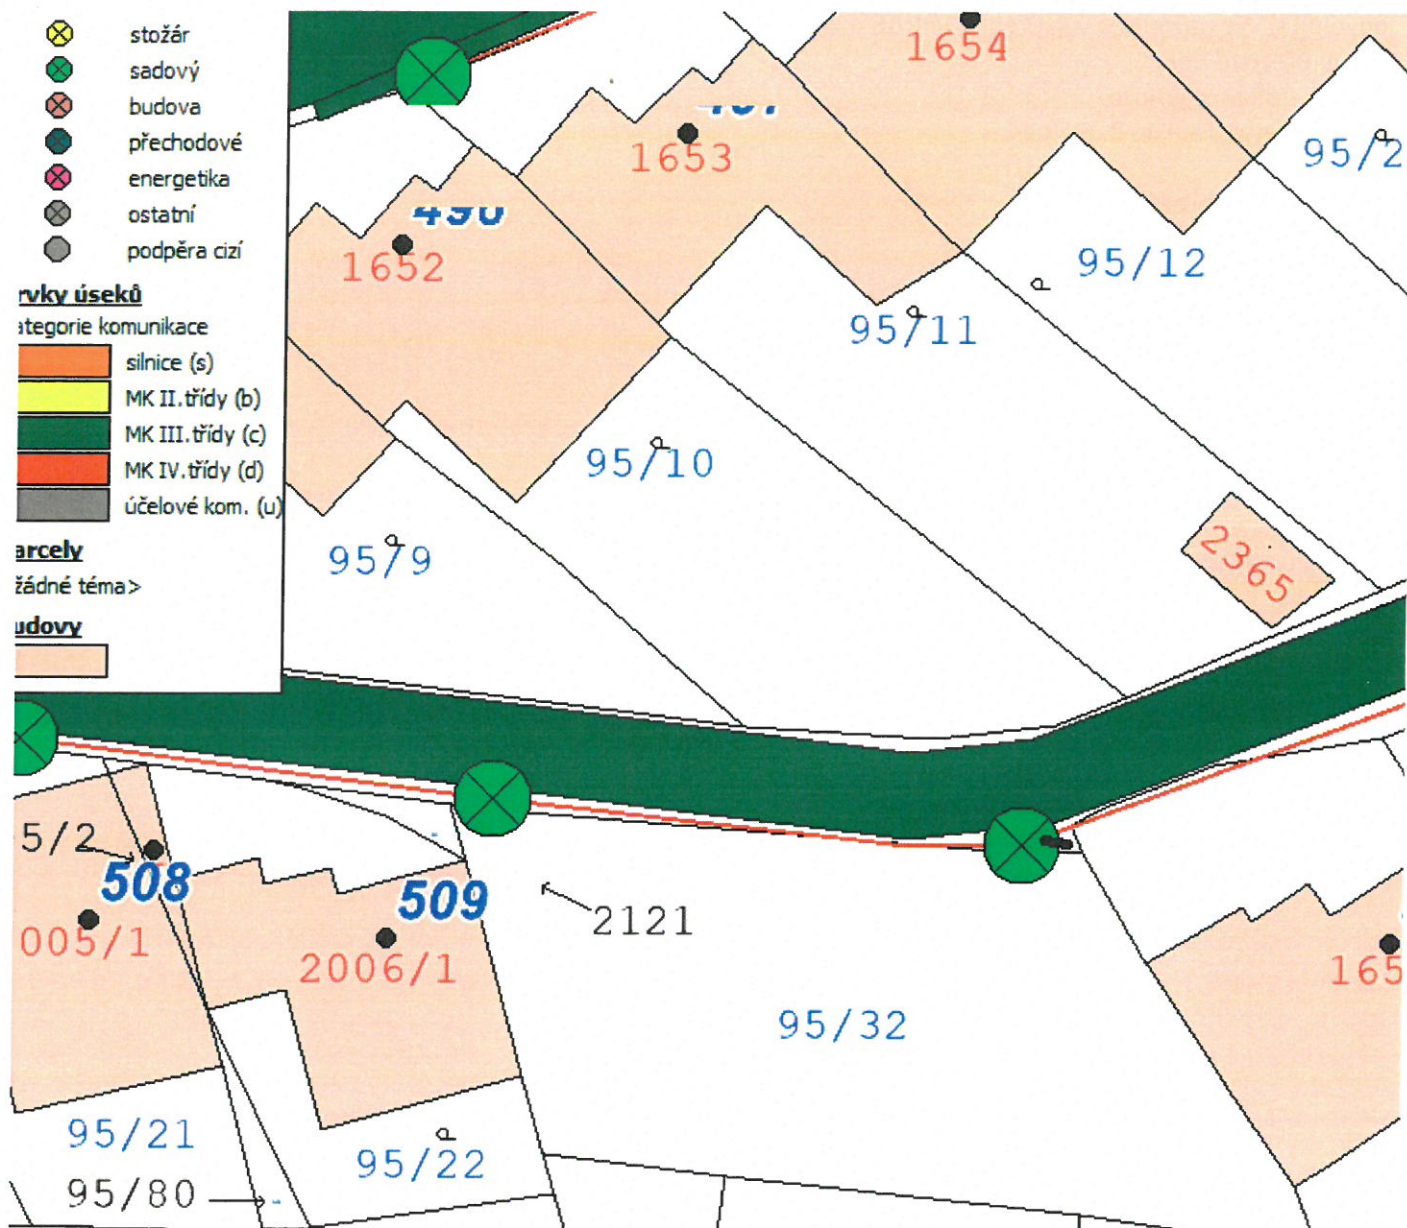 stožár
sadový
budova
přechodové
energetika
ostatní
podpěra cizí
rvky úseků
ategorie komunikace
silnice (s)
MK II.třídy (b)
MK III.třídy (c)
MK IV.třídy (d)
účelové kom. (u)
arcely
žádné téma>
udovy
1654
1653
95/2
490
1652
95/12
95/11
95/10
95/9
2365
5/2
508
509
2121
005/1
2006/1
165
95/32
95/21
95/22
95/80